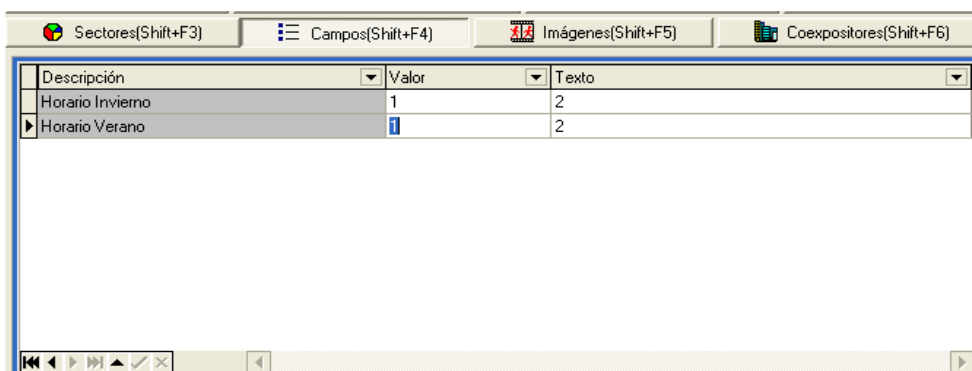 Sectores(Shift+F3) Campos(Shift+F4) Imágenes(Shift+F5) Coexpositores(Shift+F6)
Descripción Valor Texto
Horario Invierno 1 2
Horario Verano 1 2